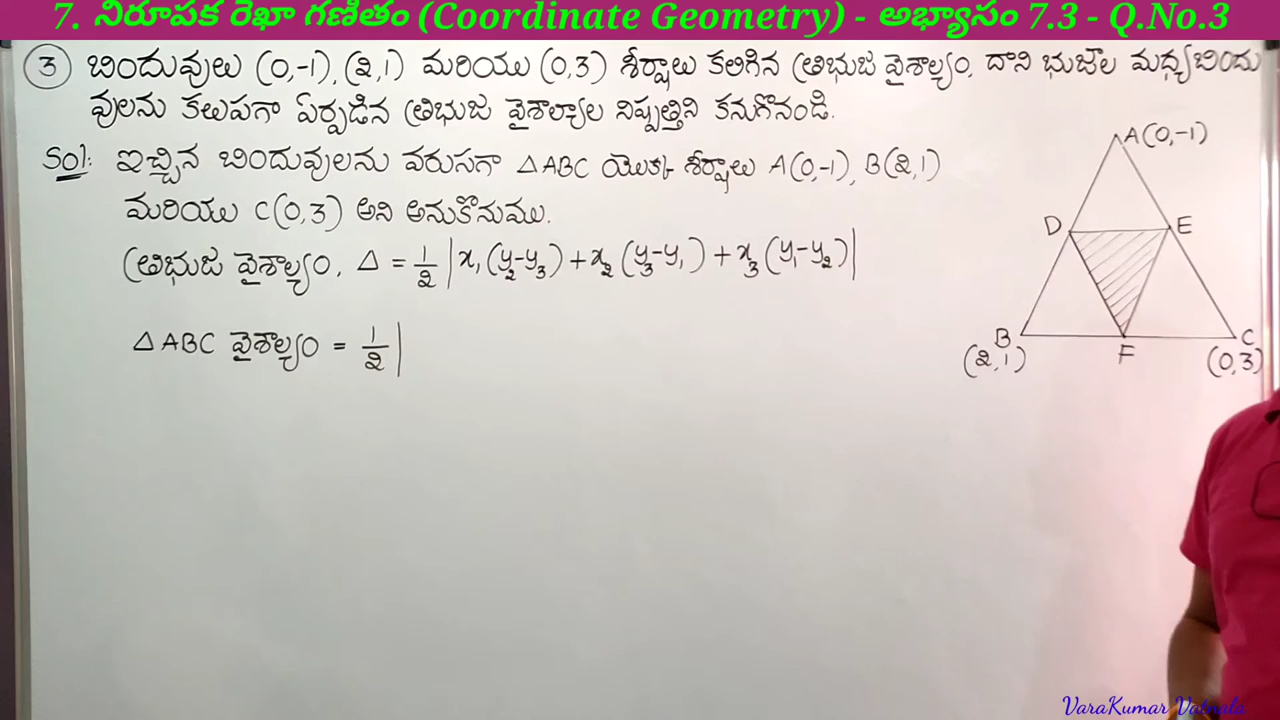 7. నిరూపక రేఖా గణితం (Coordinate Geometry) - అభ్యాసం 7.3 - Q.No.3
③ బిందువులు (0,-1), (2,1) మరియు (0,3) శీర్షాలు కలిగిన త్రిభుజ వైశాల్యం, దాని భుజాల మధ్యబిందు
వులను కలుపగా ఏర్పడిన త్రిభుజ వైశాల్యాల నిష్పత్తిని కనుగొనండి.
Sol: ఇచ్చిన బిందువులను వరుసగా △ABC యొక్క శీర్షాలు A(0,-1), B(2,1)
మరియు C(0,3) అని అనుకొనుము.
త్రిభుజ వైశాల్యం, △ = 1/2 |x₁(y₂-y₃) + x₂(y₃-y₁) + x₃(y₁-y₂)|
△ABC వైశాల్యం = 1/2 |
A(0,-1)
D
E
B
(2,1)
F
C
(0,3)
VaraKumar Vatnala